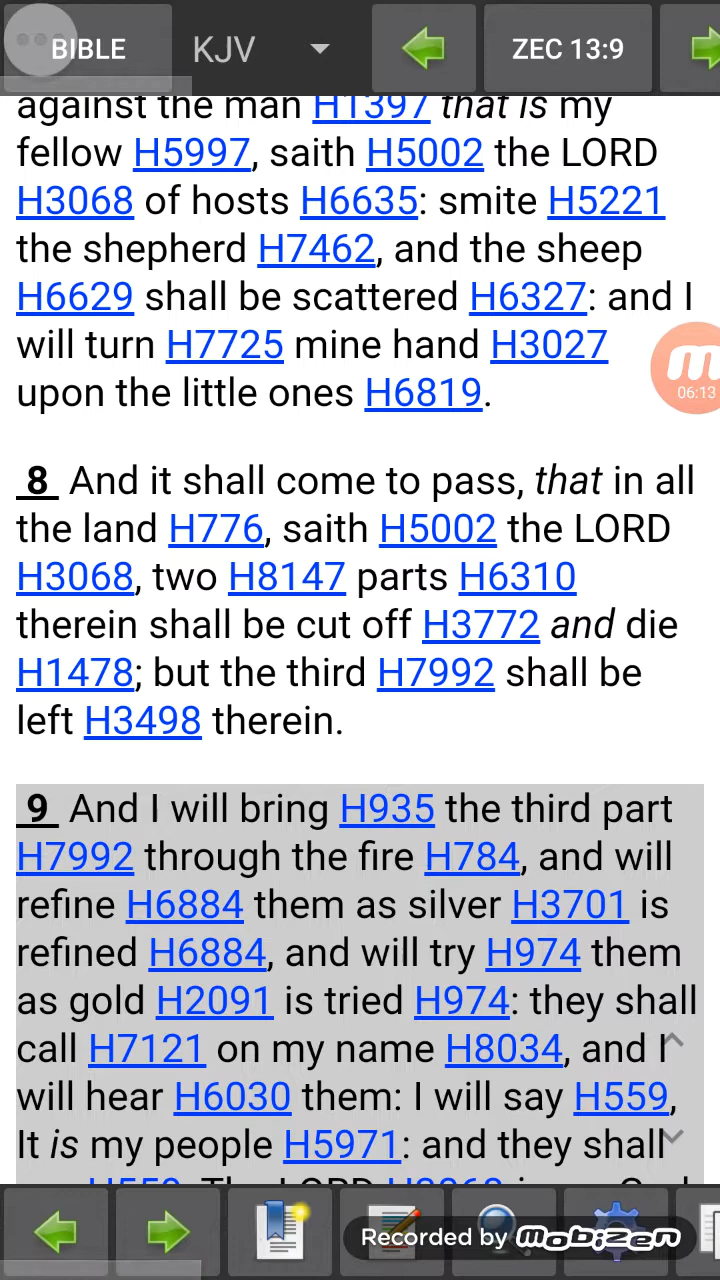 BIBLE KJV ZEC 13:9
against the man H1397 that is my
fellow H5997, saith H5002 the LORD
H3068 of hosts H6635: smite H5221
the shepherd H7462, and the sheep
H6629 shall be scattered H6327: and I
will turn H7725 mine hand H3027
upon the little ones H6819.
06:13
8 And it shall come to pass, that in all
the land H776, saith H5002 the LORD
H3068, two H8147 parts H6310
therein shall be cut off H3772 and die
H1478; but the third H7992 shall be
left H3498 therein.
9 And I will bring H935 the third part
H7992 through the fire H784, and will
refine H6884 them as silver H3701 is
refined H6884, and will try H974 them
as gold H2091 is tried H974: they shall
call H7121 on my name H8034, and I
will hear H6030 them: I will say H559,
It is my people H5971: and they shall
H559, The LORD H3068
Recorded by mobizen